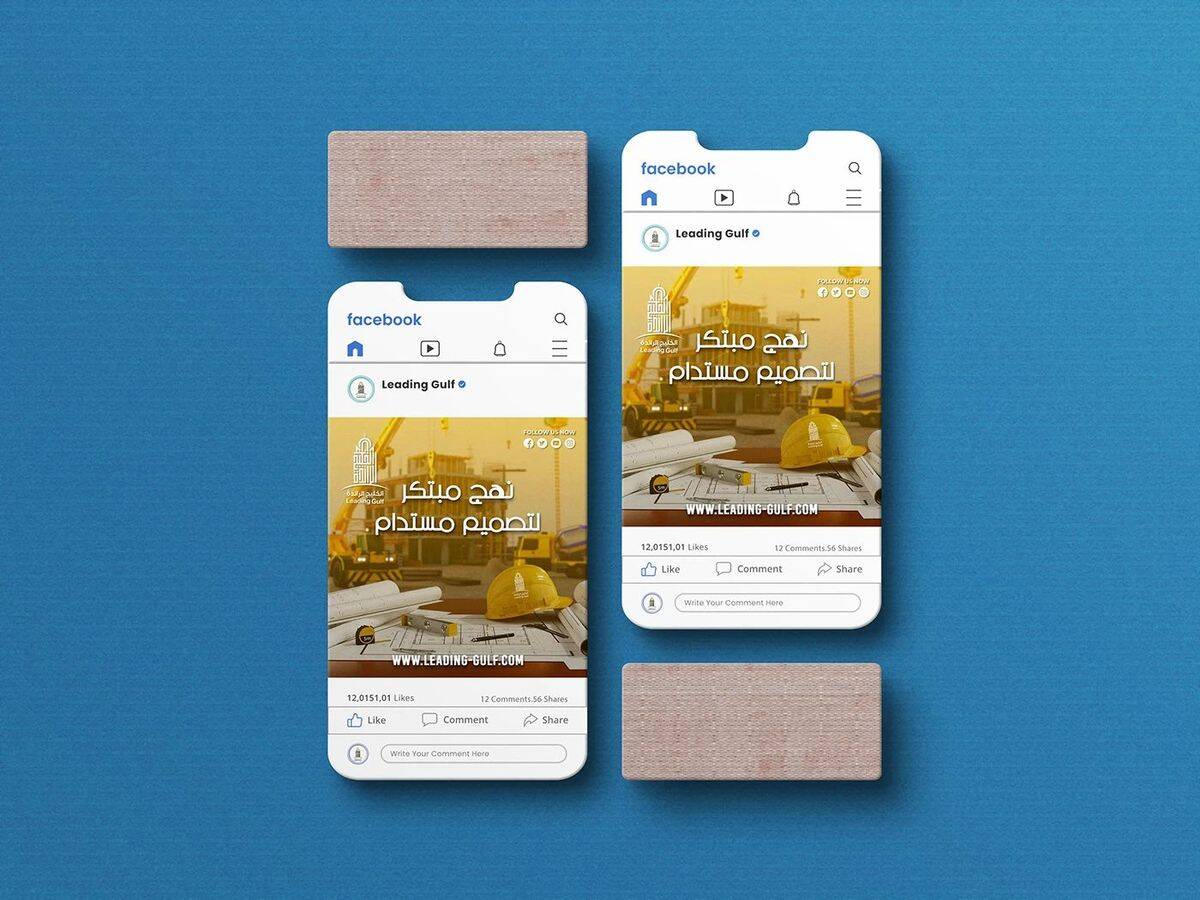 facebook
Leading Gulf
FOLLOW US NOW
الخليج الرائدة
Leading Gulf
نهج مبتكر
لتصميم مستدام .
WWW.LEADING-GULF.COM
12,0151,01 Likes
12 Comments.56 Shares
Like
Comment
Share
Write Your Comment Here
facebook
Leading Gulf
FOLLOW US NOW
الخليج الرائدة
Leading Gulf
نهج مبتكر
لتصميم مستدام .
WWW.LEADING-GULF.COM
12,0151,01 Likes
12 Comments.56 Shares
Like
Comment
Share
Write Your Comment Here